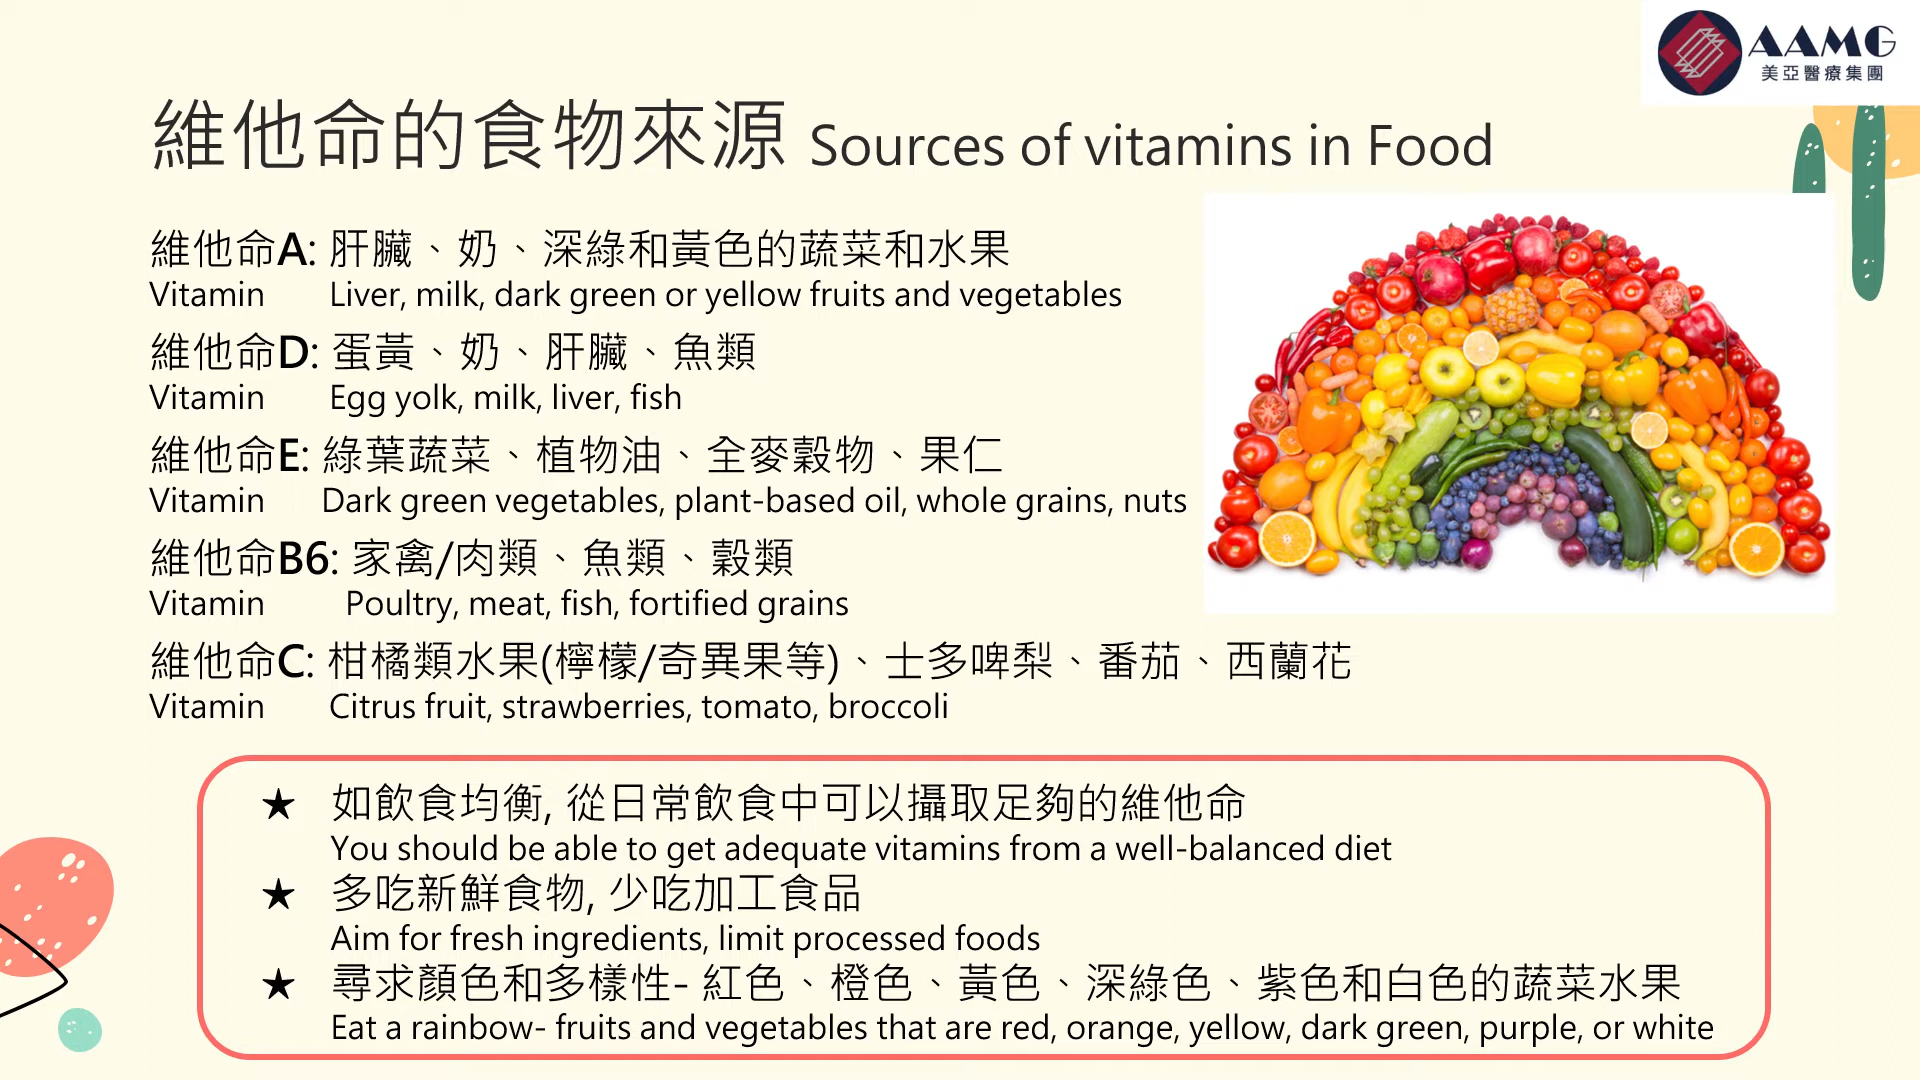 AAMG
美亞醫療集團
維他命的食物來源 Sources of vitamins in Food
維他命A: 肝臟、奶、深綠和黃色的蔬菜和水果
Vitamin Liver, milk, dark green or yellow fruits and vegetables
維他命D: 蛋黃、奶、肝臟、魚類
Vitamin Egg yolk, milk, liver, fish
維他命E: 綠葉蔬菜、植物油、全麥穀物、果仁
Vitamin Dark green vegetables, plant-based oil, whole grains, nuts
維他命B6: 家禽/肉類、魚類、穀類
Vitamin Poultry, meat, fish, fortified grains
維他命C: 柑橘類水果(檸檬/奇異果等)、士多啤梨、番茄、西蘭花
Vitamin Citrus fruit, strawberries, tomato, broccoli
★ 如飲食均衡, 從日常飲食中可以攝取足夠的維他命
You should be able to get adequate vitamins from a well-balanced diet
★ 多吃新鮮食物, 少吃加工食品
Aim for fresh ingredients, limit processed foods
★ 尋求顏色和多樣性- 紅色、橙色、黃色、深綠色、紫色和白色的蔬菜水果
Eat a rainbow- fruits and vegetables that are red, orange, yellow, dark green, purple, or white